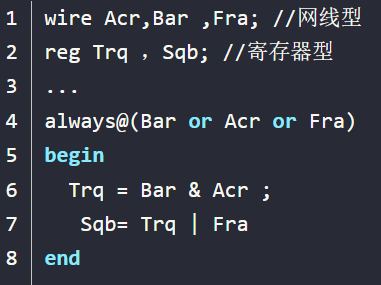 1 wire Acr,Bar ,Fra; //网线型
2 reg Trq ，Sqb; //寄存器型
3 ...
4 always@(Bar or Acr or Fra)
5 begin
6 Trq = Bar & Acr ;
7 Sqb= Trq | Fra
8 end